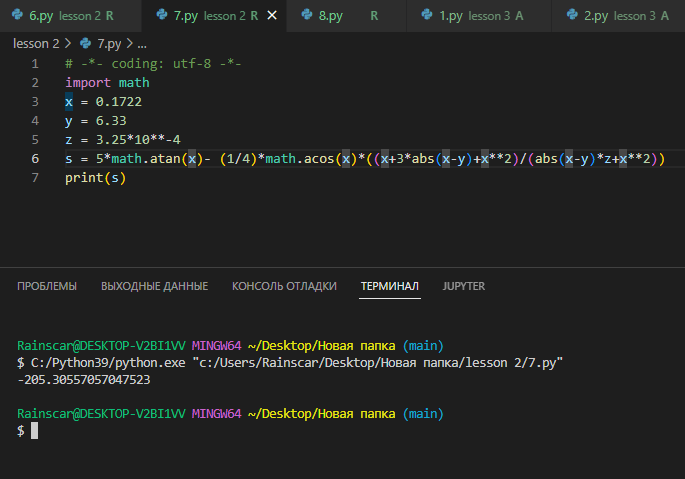 6.py lesson 2 R 7.py lesson 2 R 8.py R 1.py lesson 3 A 2.py lesson 3 A
lesson 2 > 7.py > ...
1 # -*- coding: utf-8 -*-
2 import math
3 x = 0.1722
4 y = 6.33
5 z = 3.25*10**-4
6 s = 5*math.atan(x)- (1/4)*math.acos(x)*((x+3*abs(x-y)+x**2)/(abs(x-y)*z+x**2))
7 print(s)
ПРОБЛЕМЫ ВЫХОДНЫЕ ДАННЫЕ КОНСОЛЬ ОТЛАДКИ ТЕРМИНАЛ JUPYTER
Rainscar@DESKTOP-V2BI1VV MINGW64 ~/Desktop/Новая папка (main)
$ C:/Python39/python.exe "c:/Users/Rainscar/Desktop/Новая папка/lesson 2/7.py"
-205.30557057047523
Rainscar@DESKTOP-V2BI1VV MINGW64 ~/Desktop/Новая папка (main)
$